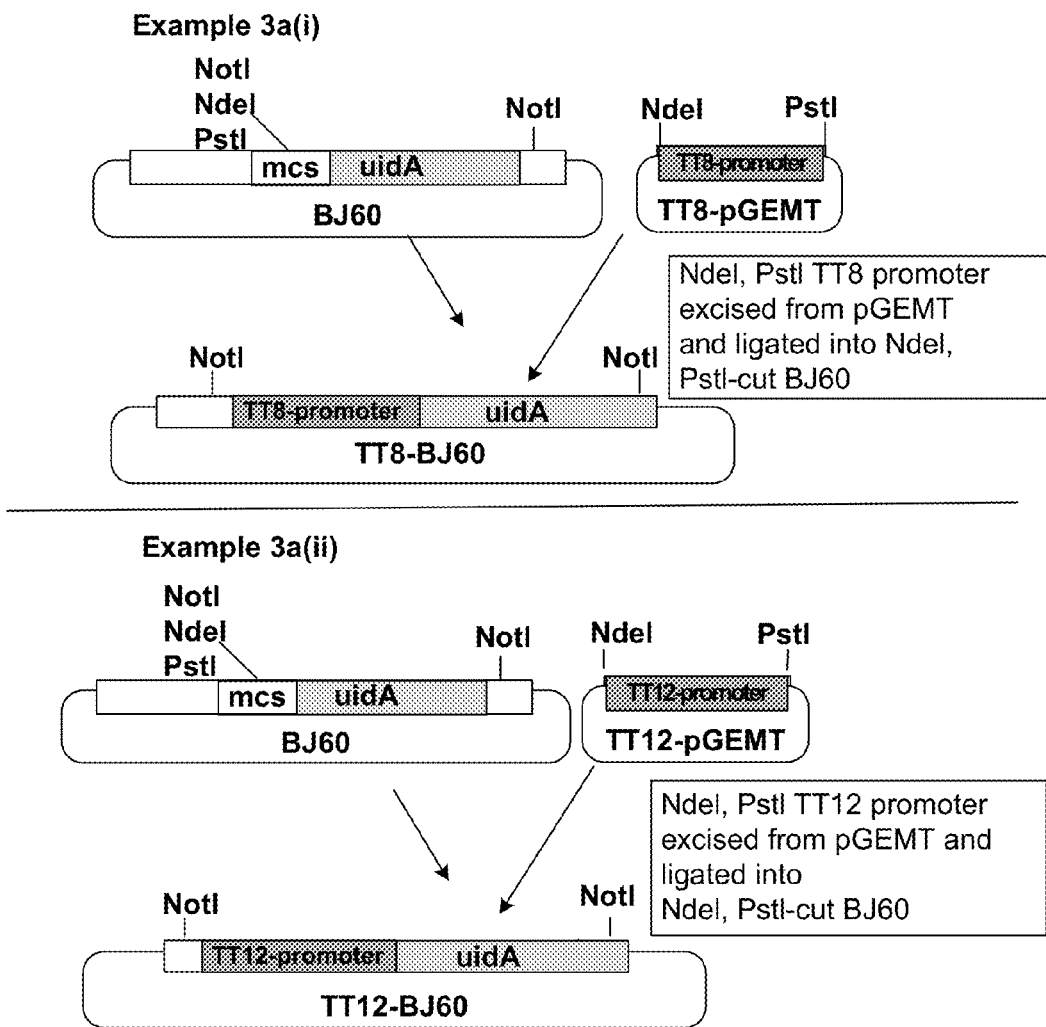 Example 3a(i)
NotI
NdeI
PstI
NotI
NdeI
PstI
mcs
uidA
TT8-promoter
BJ60
TT8-pGEMT
NdeI, PstI TT8 promoter
excised from pGEMT
and ligated into NdeI,
PstI-cut BJ60
NotI
NotI
TT8-promoter
uidA
TT8-BJ60
Example 3a(ii)
NotI
NdeI
PstI
NotI
NdeI
PstI
mcs
uidA
TT12-promoter
BJ60
TT12-pGEMT
NdeI, PstI TT12 promoter
excised from pGEMT and
ligated into
NdeI, PstI-cut BJ60
NotI
NotI
TT12-promoter
uidA
TT12-BJ60